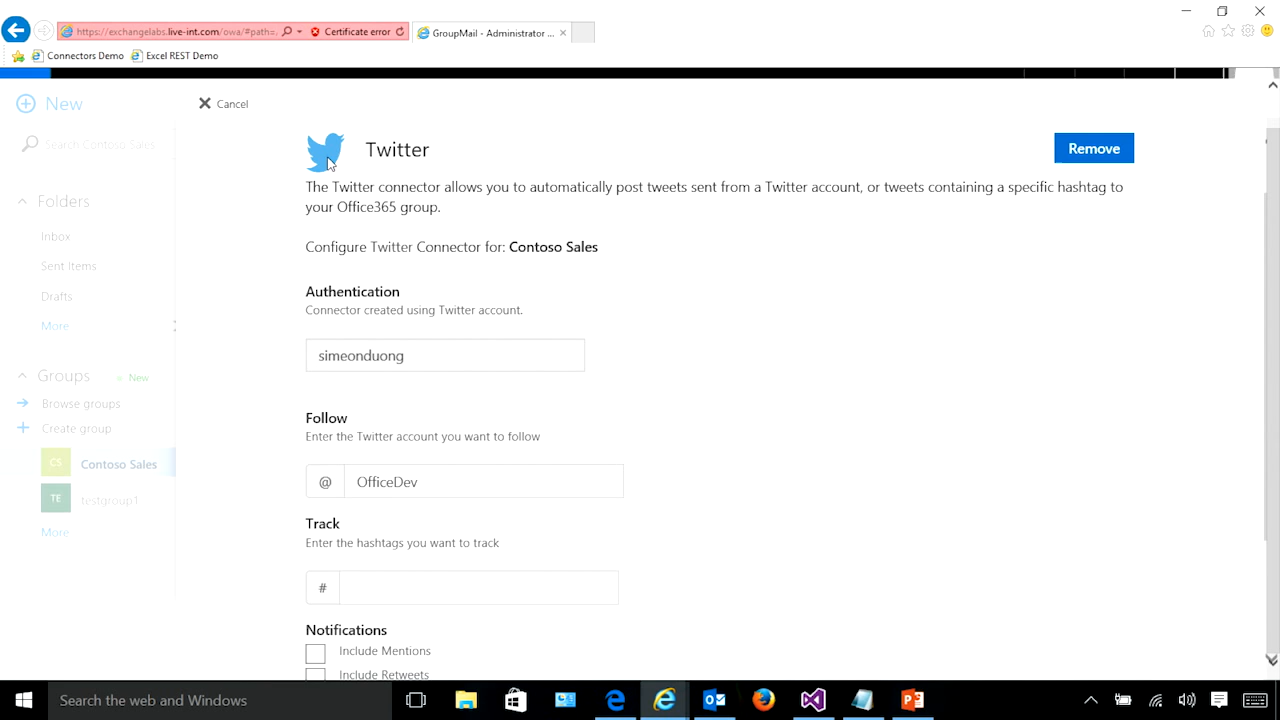 https://exchangelabs.live-int.com/owa/#path=
Certificate error
GroupMail - Administrator ...
Connectors Demo
Excel REST Demo
New
Cancel
Search Contoso Sales
Twitter
Remove
The Twitter connector allows you to automatically post tweets sent from a Twitter account, or tweets containing a specific hashtag to
your Office365 group.
Folders
Inbox
Configure Twitter Connector for: Contoso Sales
Sent Items
Drafts
More
Authentication
Connector created using Twitter account.
simeonduong
Groups
New
Browse groups
Create group
CS
Contoso Sales
TE
testgroup1
More
Follow
Enter the Twitter account you want to follow
@
OfficeDev
Track
Enter the hashtags you want to track
#
Notifications
Include Mentions
Include Retweets
Search the web and Windows